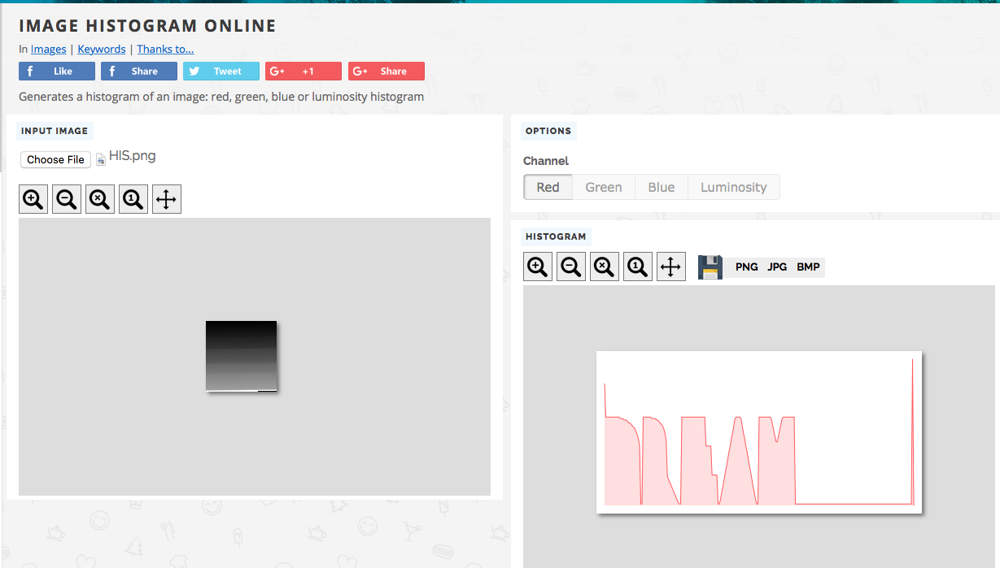 IMAGE HISTOGRAM ONLINE
In Images | Keywords | Thanks to...
f Like f Share Tweet G+ +1 G+ Share
Generates a histogram of an image: red, green, blue or luminosity histogram
INPUT IMAGE
Choose File HIS.png
1
OPTIONS
Channel
Red Green Blue Luminosity
HISTOGRAM
1 PNG JPG BMP